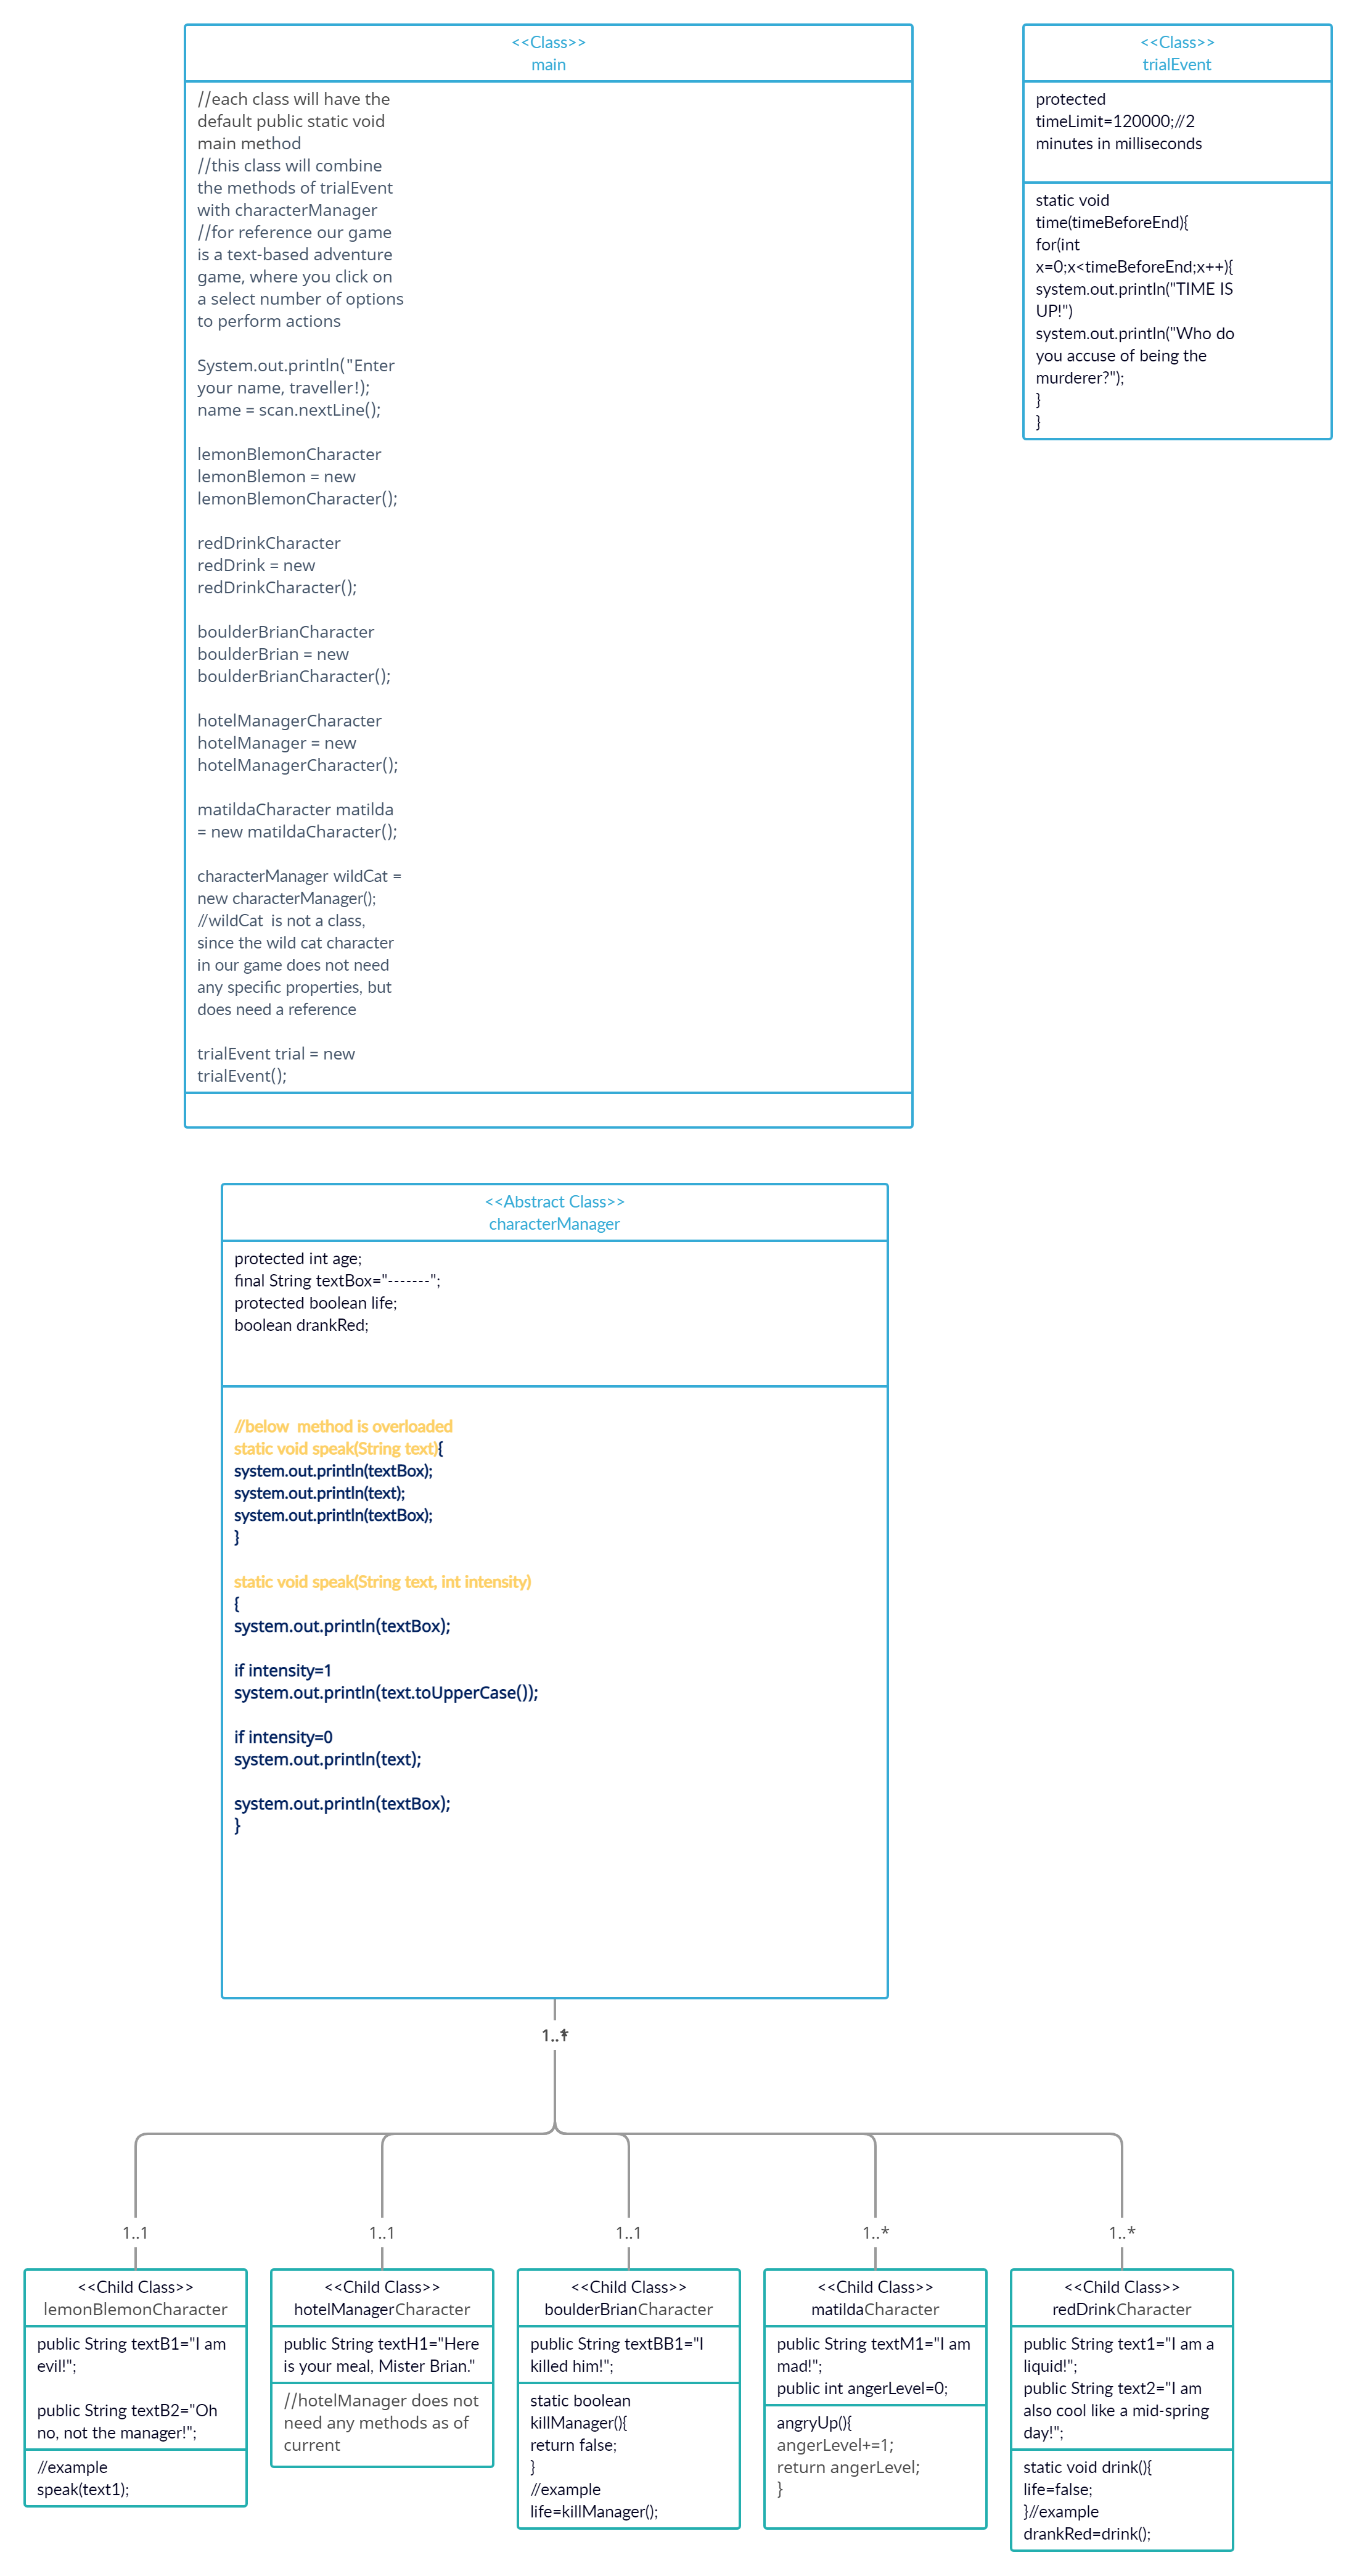 <<Class>>
main
//each class will have the
default public static void
main method
//this class will combine
the methods of trialEvent
with characterManager
//for reference our game
is a text-based adventure
game, where you click on
a select number of options
to perform actions
System.out.println("Enter
your name, traveller!);
name = scan.nextLine();
lemonBlemonCharacter
lemonBlemon = new
lemonBlemonCharacter();
redDrinkCharacter
redDrink = new
redDrinkCharacter();
boulderBrianCharacter
boulderBrian = new
boulderBrianCharacter();
hotelManagerCharacter
hotelManager = new
hotelManagerCharacter();
matildaCharacter matilda
= new matildaCharacter();
characterManager wildCat =
new characterManager();
//wildCat  is not a class,
since the wild cat character
in our game does not need
any specific properties, but
does need a reference
trialEvent trial = new
trialEvent();
<<Class>>
trialEvent
protected
timeLimit=120000;//2
minutes in milliseconds
static void
time(timeBeforeEnd){
for(int
x=0;x<timeBeforeEnd;x++){
system.out.println("TIME IS
UP!")
system.out.println("Who do
you accuse of being the
murderer?");
}
}
<<Abstract Class>>
characterManager
protected int age;
final String textBox="-------";
protected boolean life;
boolean drankRed;
//below  method is overloaded
static void speak(String text){
system.out.println(textBox);
system.out.println(text);
system.out.println(textBox);
}
static void speak(String text, int intensity)
{
system.out.println(textBox);
if intensity=1
system.out.println(text.toUpperCase());
if intensity=0
system.out.println(text);
system.out.println(textBox);
}
1..1
1..1
1..1
1..*
1..*
<<Child Class>>
lemonBlemonCharacter
public String textB1="I am
evil!";
public String textB2="Oh
no, not the manager!";
//example
speak(text1);
<<Child Class>>
hotelManagerCharacter
public String textH1="Here
is your meal, Mister Brian."
//hotelManager does not
need any methods as of
current
<<Child Class>>
boulderBrianCharacter
public String textBB1="I
killed him!";
static boolean
killManager(){
return false;
}
//example
life=killManager();
<<Child Class>>
matildaCharacter
public String textM1="I am
mad!";
public int angerLevel=0;
angryUp(){
angerLevel+=1;
return angerLevel;
}
<<Child Class>>
redDrinkCharacter
public String text1="I am a
liquid!";
public String text2="I am
also cool like a mid-spring
day!";
static void drink(){
life=false;
}//example
drankRed=drink();